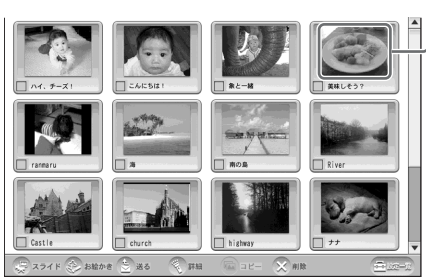 ハイ、チーズ!
こんにちは!
象と一緒
美味しそう?
ranmaru
海
南の島
River
Castle
church
highway
ナナ
スライド
お絵かき
送る
詳細
コピー
削除